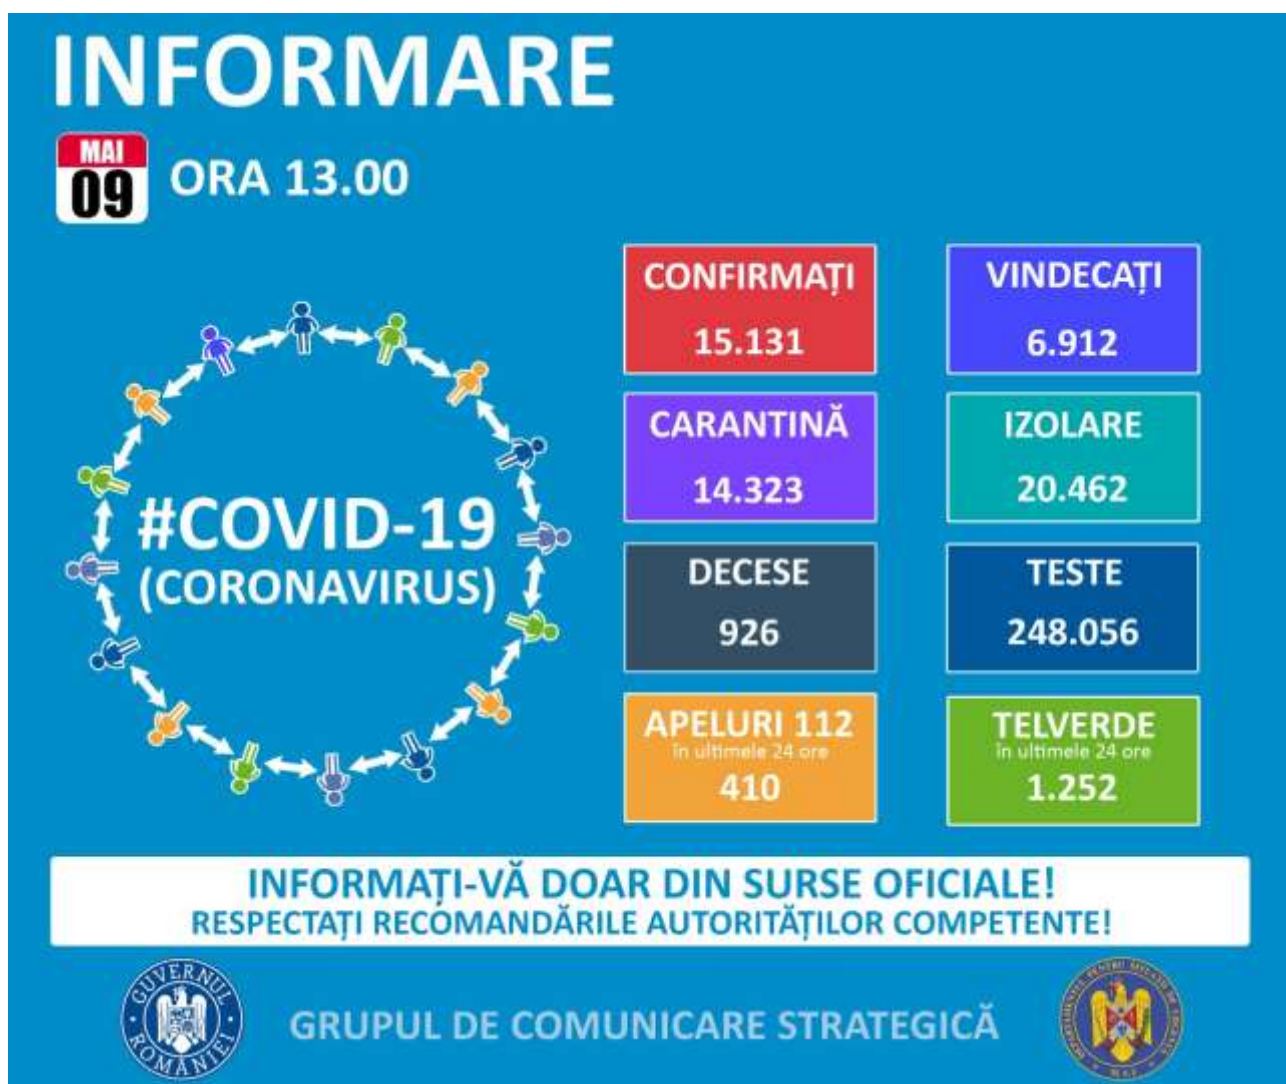 INFORMARE
MAI
09
ORA 13.00
CONFIRMAȚI
15.131
VINDECAȚI
6.912
CARANTINĂ
14.323
IZOLARE
20.462
#COVID-19
(CORONAVIRUS)
DECESE
926
TESTE
248.056
APELURI 112
în ultimele 24 ore
410
TELVERDE
în ultimele 24 ore
1.252
INFORMAȚI-VĂ DOAR DIN SURSE OFICIALE!
RESPECTAȚI RECOMANDĂRILE AUTORITĂȚILOR COMPETENTE!
GUVERNUL ROMÂNIEI
GRUPUL DE COMUNICARE STRATEGICĂ